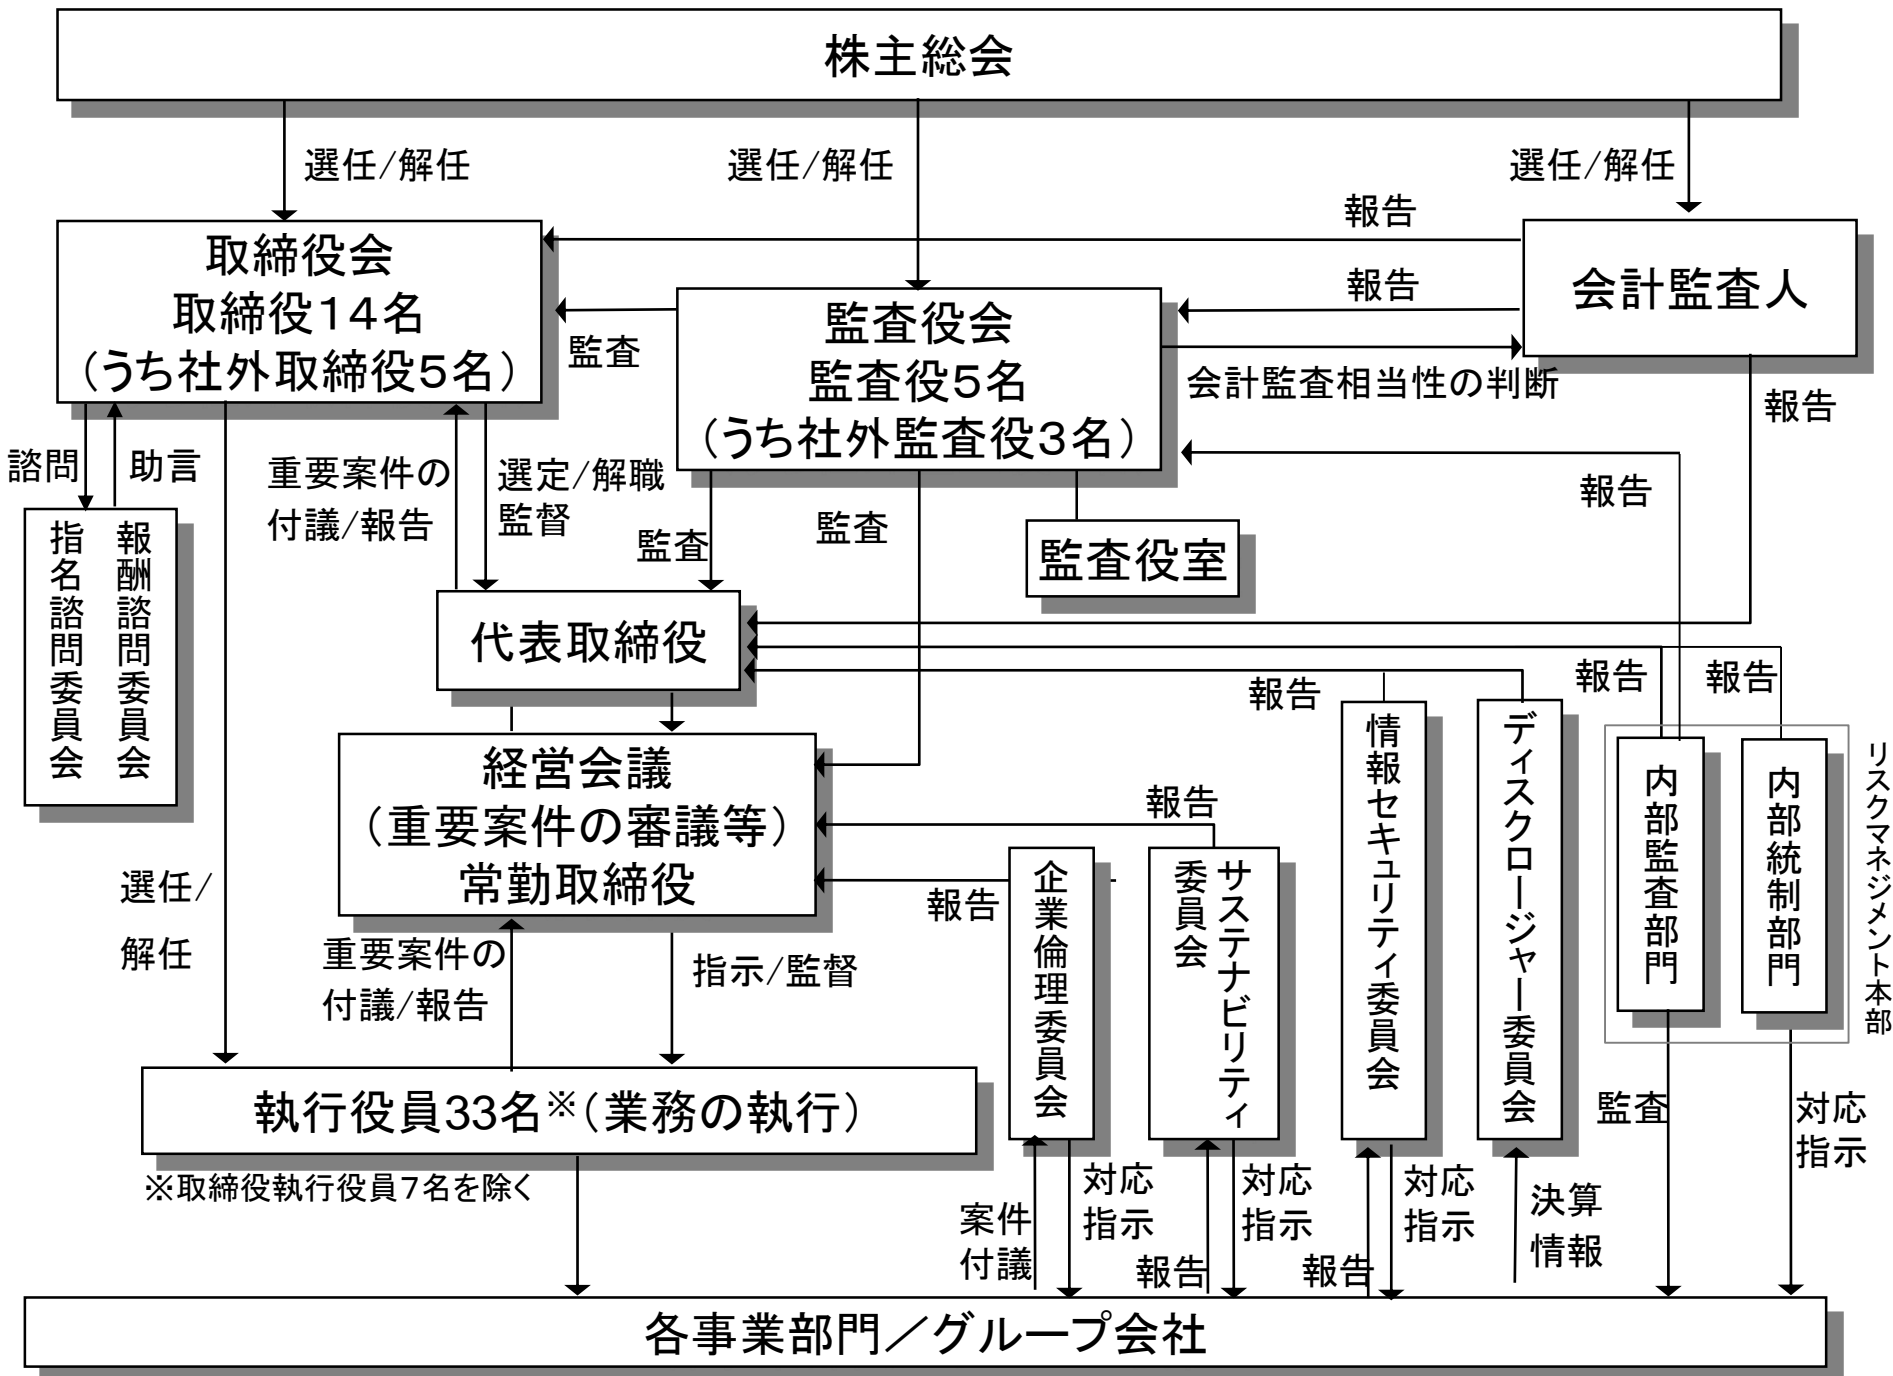 株主総会
選任/解任
選任/解任
選任/解任
取締役会
取締役14名
（うち社外取締役5名）
監査役会
監査役5名
（うち社外監査役3名）
会計監査人
報告
報告
監査
会計監査相当性の判断
報告
諮問
助言
重要案件の
付議/報告
選定/解職
監督
監査
監査
報告
監査役室
指名諮問委員会
報酬諮問委員会
代表取締役
報告
報告
報告
経営会議
（重要案件の審議等）
常勤取締役
報告
報告
企業倫理委員会
サステナビリティ
委員会
情報セキュリティ委員会
ディスクロージャー委員会
内部監査部門
内部統制部門
リスクマネジメント本部
選任/
解任
重要案件の
付議/報告
指示/監督
執行役員33名※（業務の執行）
※取締役執行役員7名を除く
案件
付議
対応
指示
報告
対応
指示
報告
対応
指示
決算
情報
監査
対応
指示
各事業部門／グループ会社